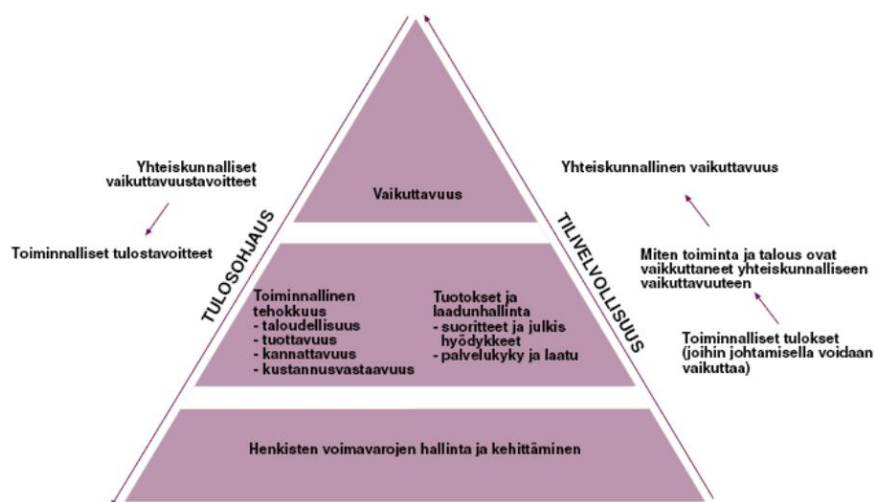 Yhteiskunnalliset
vaikuttavuustavoitteet
Toiminnalliset tulostavoitteet
TULOSOHJAUS
Vaikuttavuus
Toiminnallinen
tehokkuus
- taloudellisuus
- tuottavuus
- kannattavuus
- kustannusvastaavuus
Tuotokset ja
laadunhallinta
- suoritteet ja julkis
hyödykkeet
- palvelukyky ja laatu
Henkisten voimavarojen hallinta ja kehittäminen
TILIVELVOLLISUUS
Yhteiskunnallinen vaikuttavuus
Miten toiminta ja talous ovat
vaikkuttaneet yhteiskunnalliseen
vaikuttavuuteen
Toiminnalliset tulokset
(joihin johtamisella voidaan
vaikuttaa)